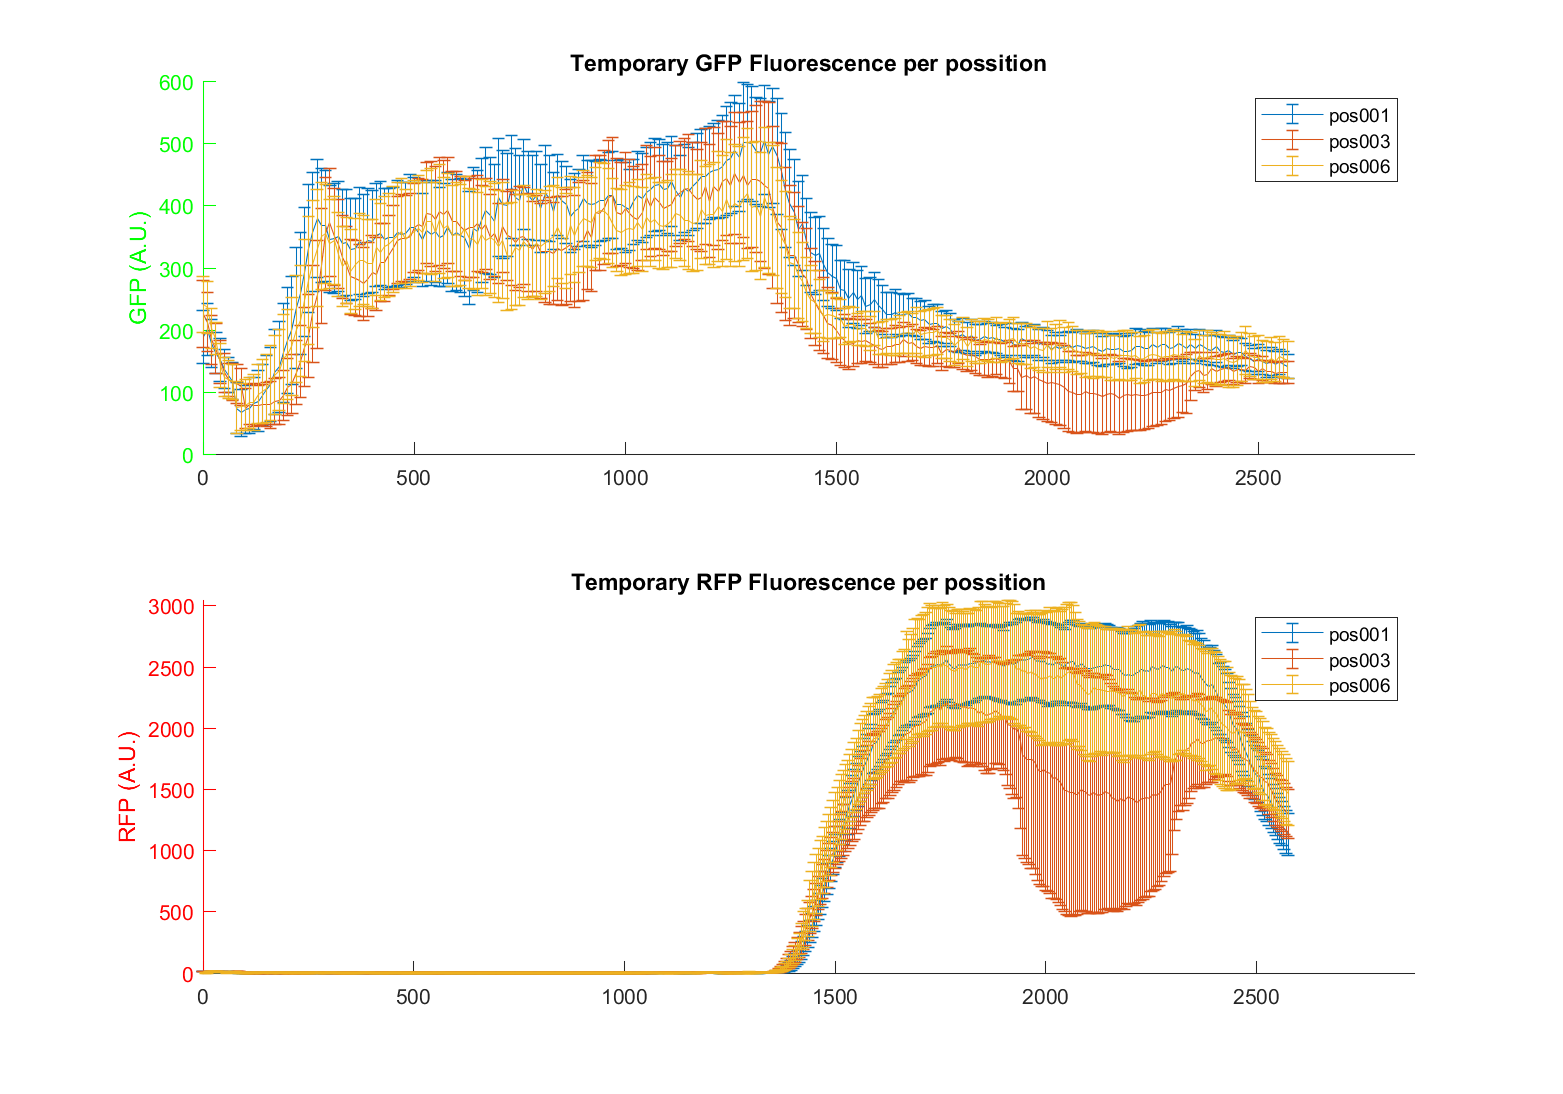 Temporary GFP Fluorescence per possition
600
500
400
300
200
100
0
GFP (A.U.)
0 500 1000 1500 2000 2500
pos001
pos003
pos006
Temporary RFP Fluorescence per possition
3000
2500
2000
1500
1000
500
0
RFP (A.U.)
0 500 1000 1500 2000 2500
pos001
pos003
pos006